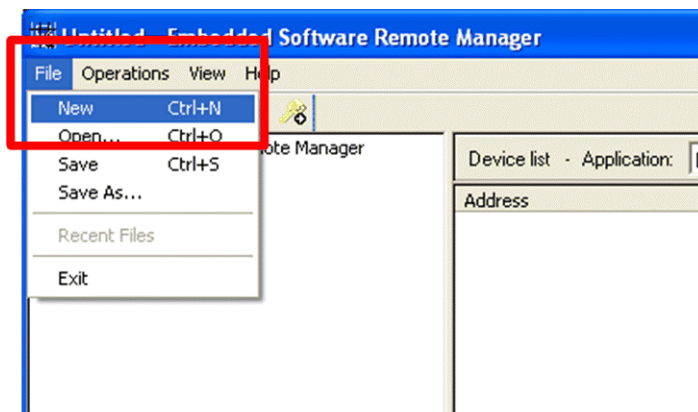 Untitled - Embedded Software Remote Manager
File Operations View Help
New Ctrl+N
Open... Ctrl+O
Save Ctrl+S
Save As...
Recent Files
Exit
Remote Manager
Device list - Application:
Address